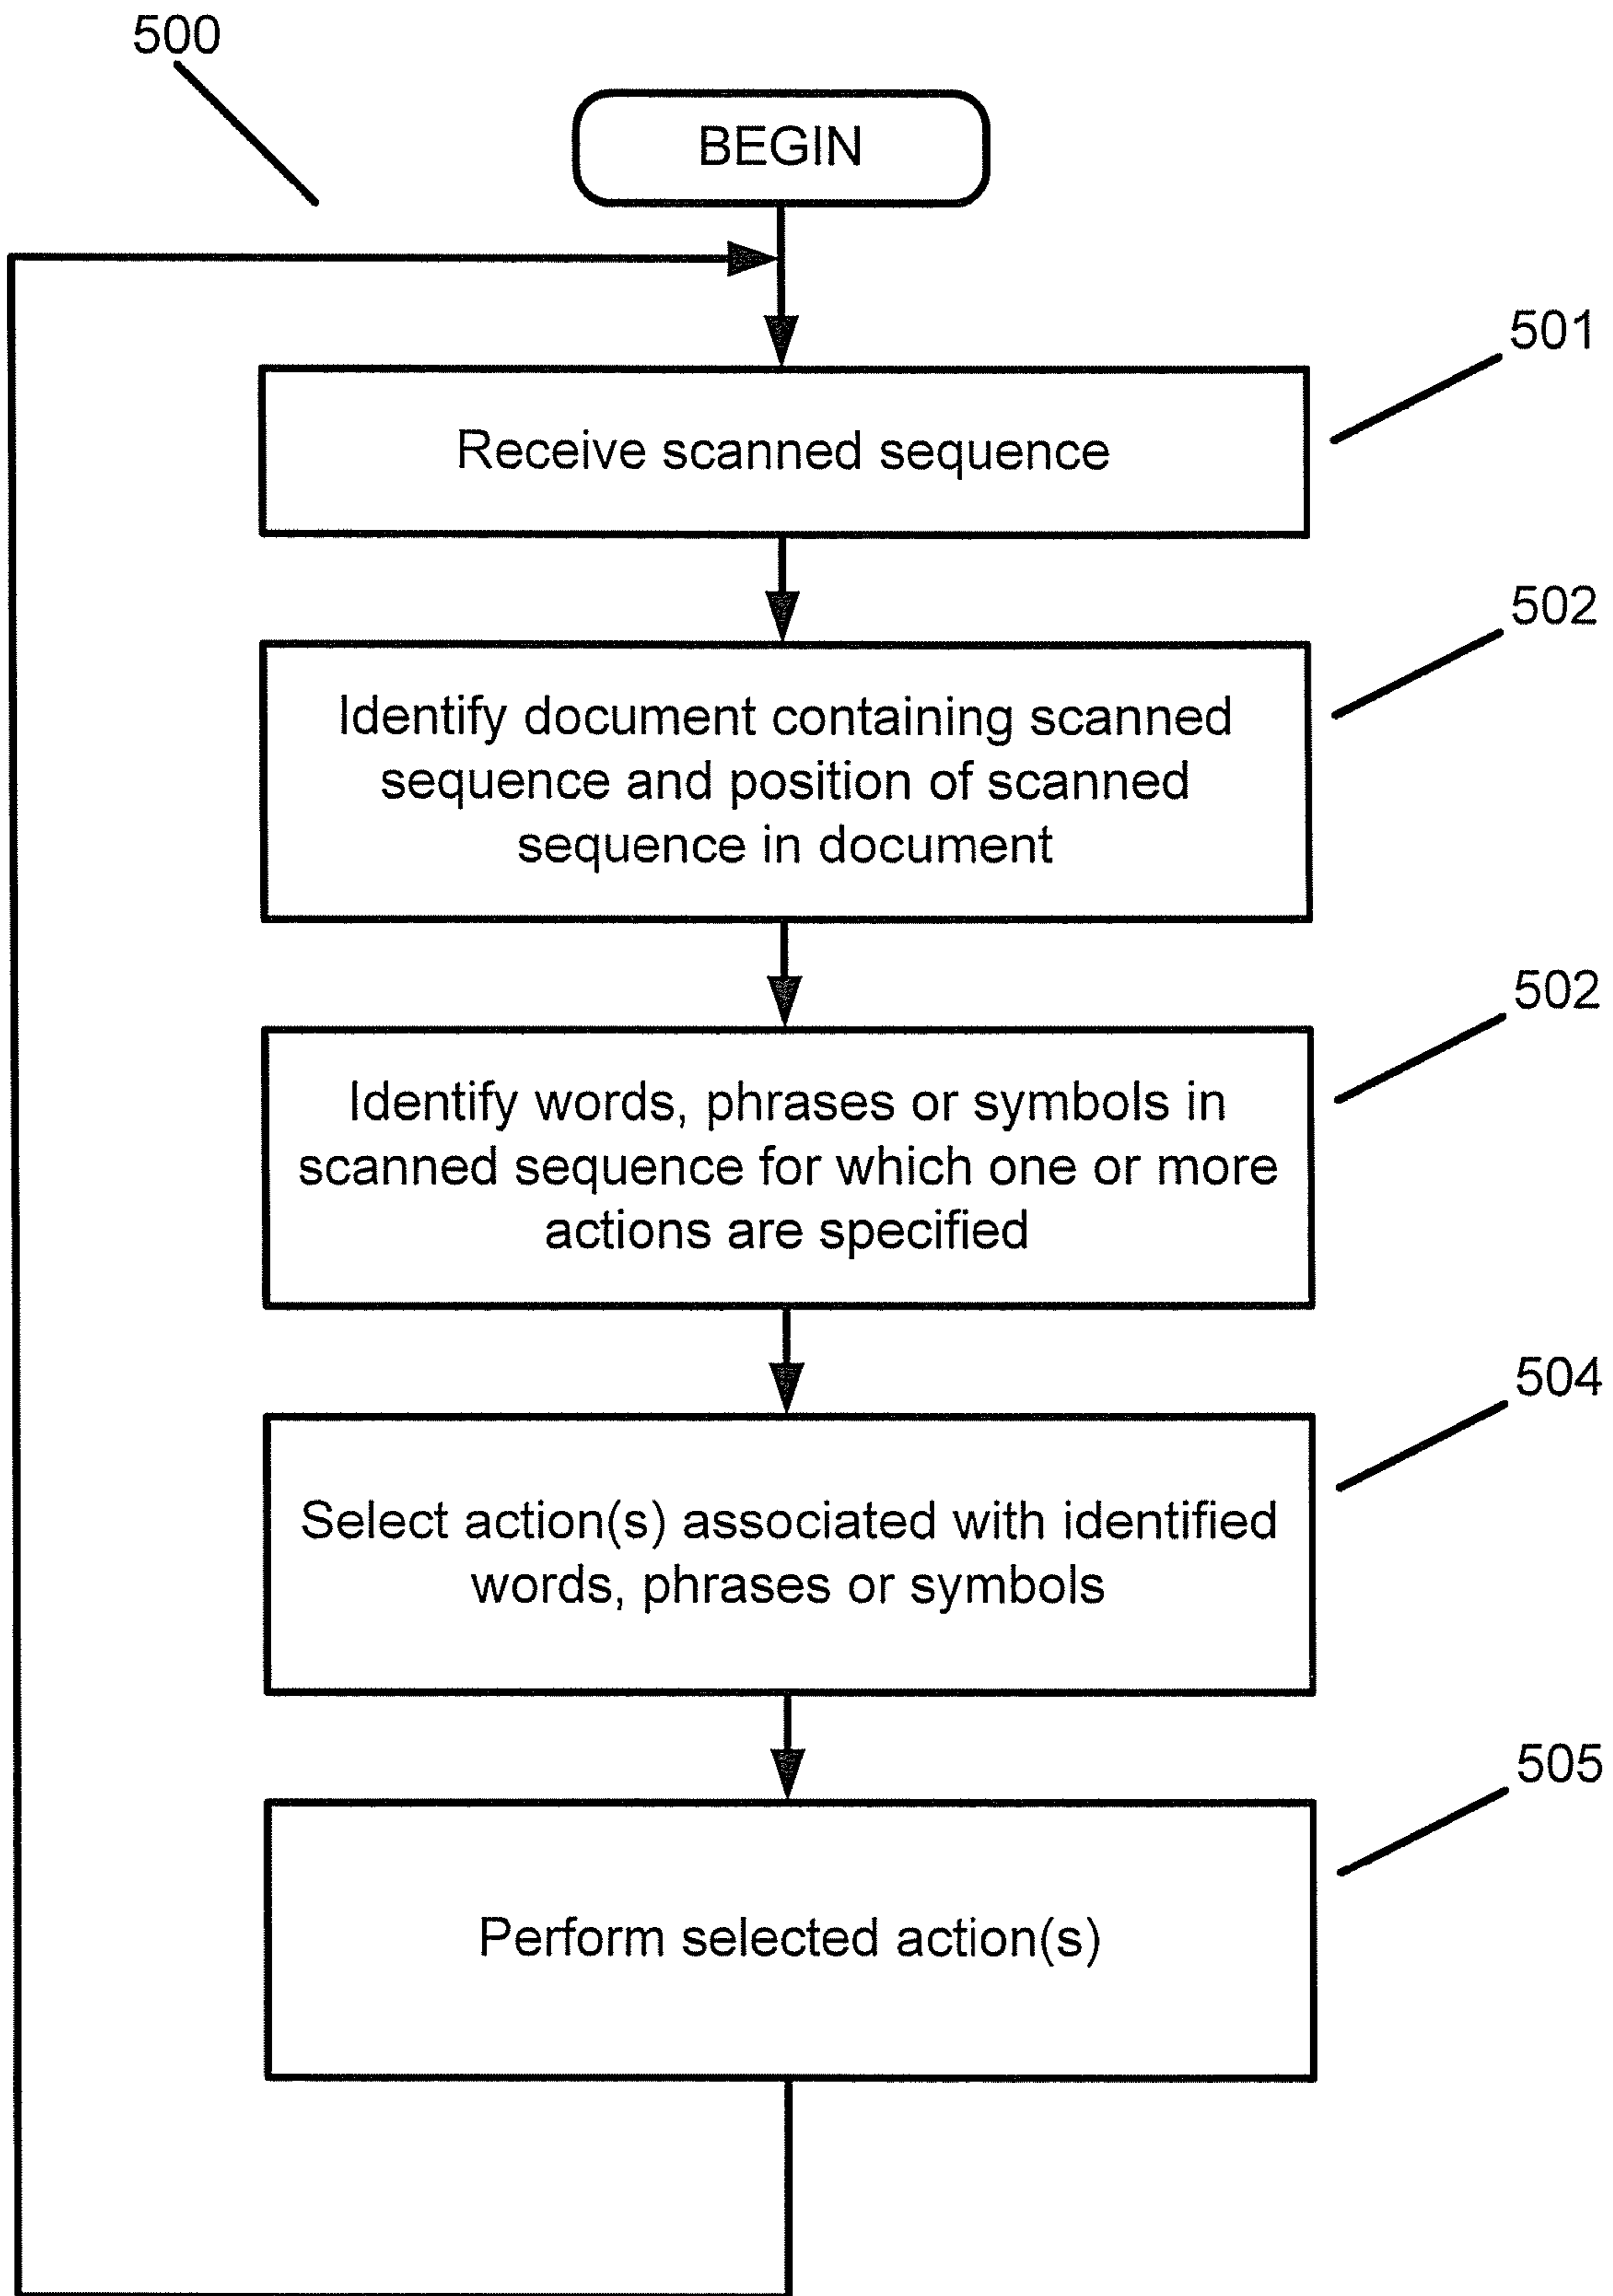 500
BEGIN
501
Receive scanned sequence
502
Identify document containing scanned
sequence and position of scanned
sequence in document
502
Identify words, phrases or symbols in
scanned sequence for which one or more
actions are specified
504
Select action(s) associated with identified
words, phrases or symbols
505
Perform selected action(s)